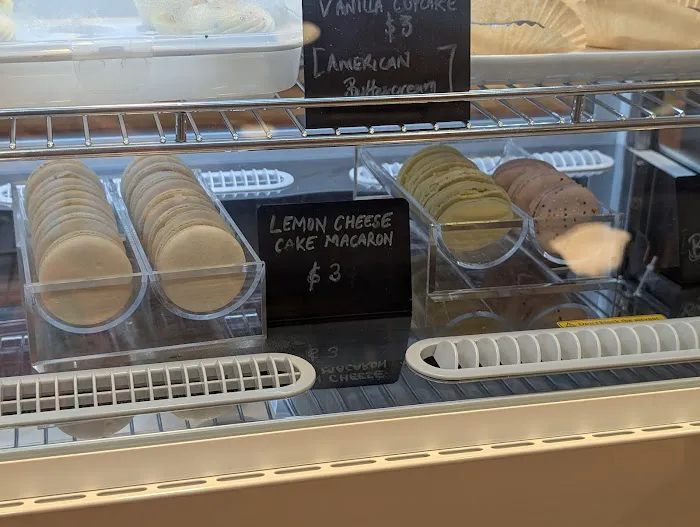 VANILLA CUPCAKE
$3
[AMERICAN
Buttercream]
LEMON CHEESE
CAKE MACARON
$3